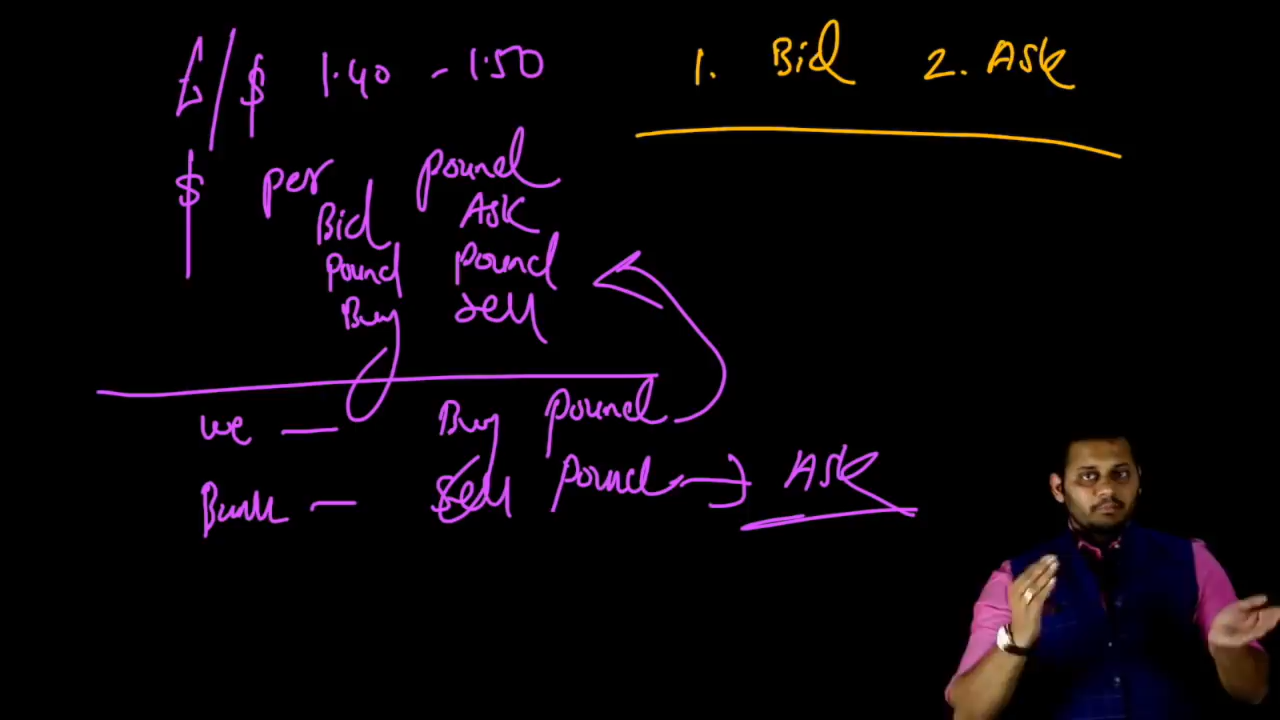 £/$ 1.40 - 1.50
1. Bid 2. Ask
$ per pound
Bid Ask
Pound pound
Buy sell
we — Buy pound
Bank — sell pound → Ask